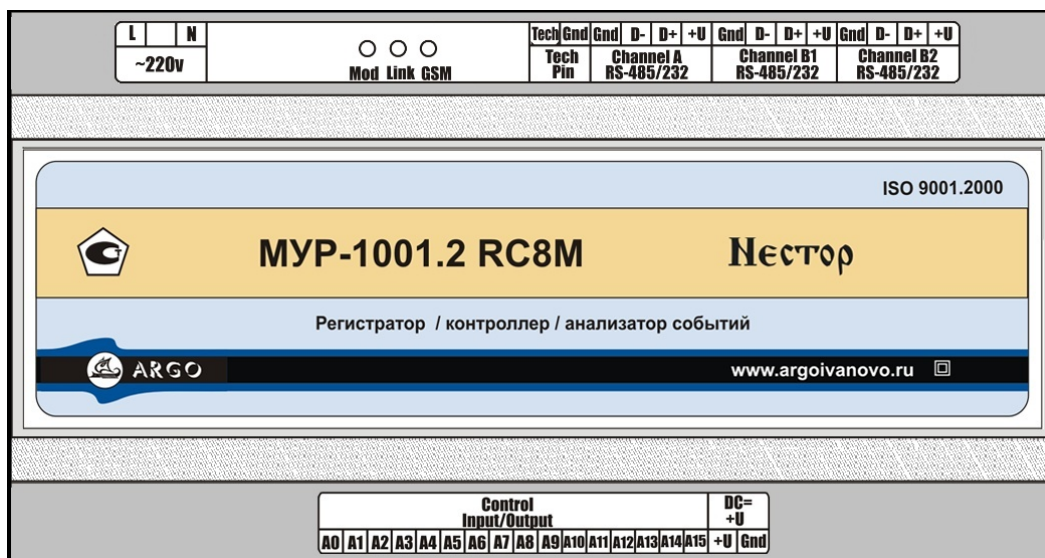 L N
~220v
Mod Link GSM
Tech Gnd Gnd D- D+ +U Gnd D- D+ +U Gnd D- D+ +U
Tech Pin
Channel A
RS-485/232
Channel B1
RS-485/232
Channel B2
RS-485/232
ISO 9001.2000
МУР-1001.2 RC8M
Нестор
Регистратор / контроллер / анализатор событий
ARGO
www.argoivanovo.ru
Control
Input/Output
DC=
+U
A0 A1 A2 A3 A4 A5 A6 A7 A8 A9 A10 A11 A12 A13 A14 A15 +U Gnd